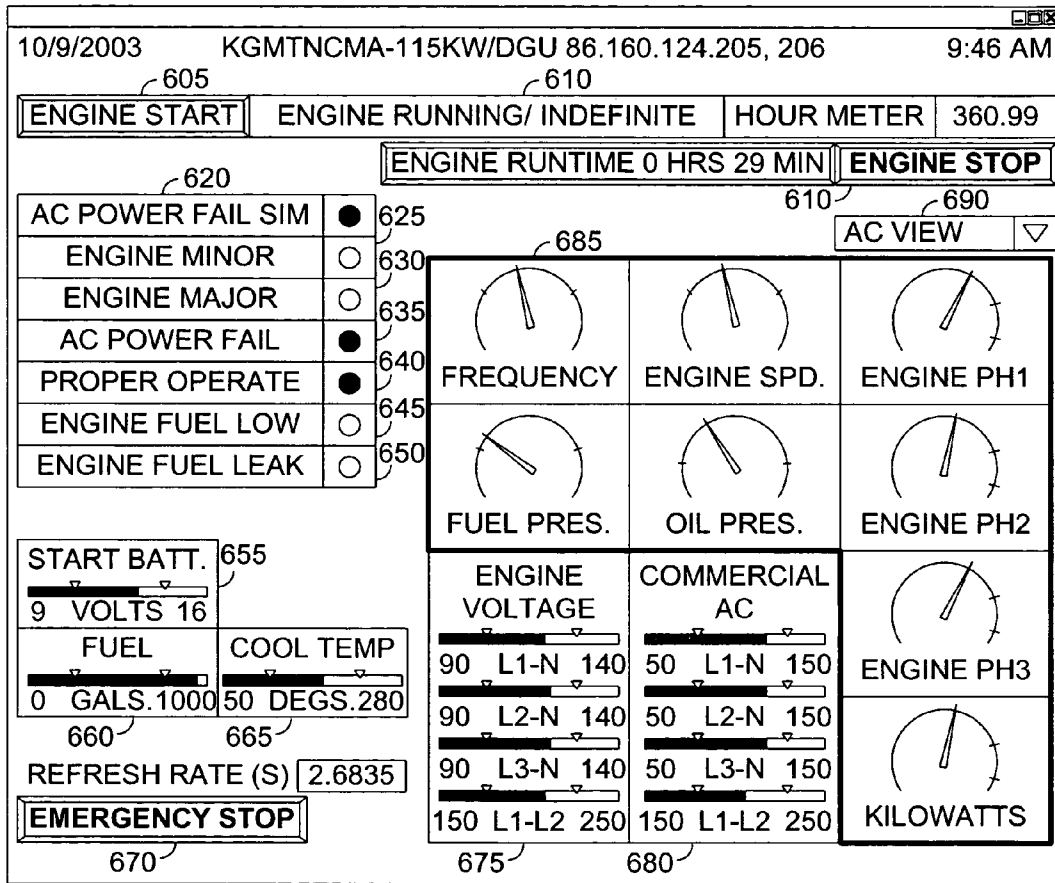 10/9/2003 KGMTNCMA-115KW/DGU 86.160.124.205, 206 9:46 AM
605 610
ENGINE START ENGINE RUNNING/ INDEFINITE HOUR METER 360.99
ENGINE RUNTIME 0 HRS 29 MIN ENGINE STOP
620 610 690
AC POWER FAIL SIM 625 AC VIEW
685
ENGINE MINOR 630
ENGINE MAJOR 635
AC POWER FAIL 640
PROPER OPERATE 645
ENGINE FUEL LOW
ENGINE FUEL LEAK 650
FREQUENCY ENGINE SPD. ENGINE PH1
FUEL PRES. OIL PRES. ENGINE PH2
START BATT. 655
9 VOLTS 16
FUEL COOL TEMP
0 GALS.1000 50 DEGS.280
660 665
REFRESH RATE (S) 2.6835
EMERGENCY STOP
670
ENGINE VOLTAGE
90 L1-N 140
90 L2-N 140
90 L3-N 140
150 L1-L2 250
675
COMMERCIAL AC
50 L1-N 150
50 L2-N 150
50 L3-N 150
150 L1-L2 250
680
ENGINE PH3
KILOWATTS